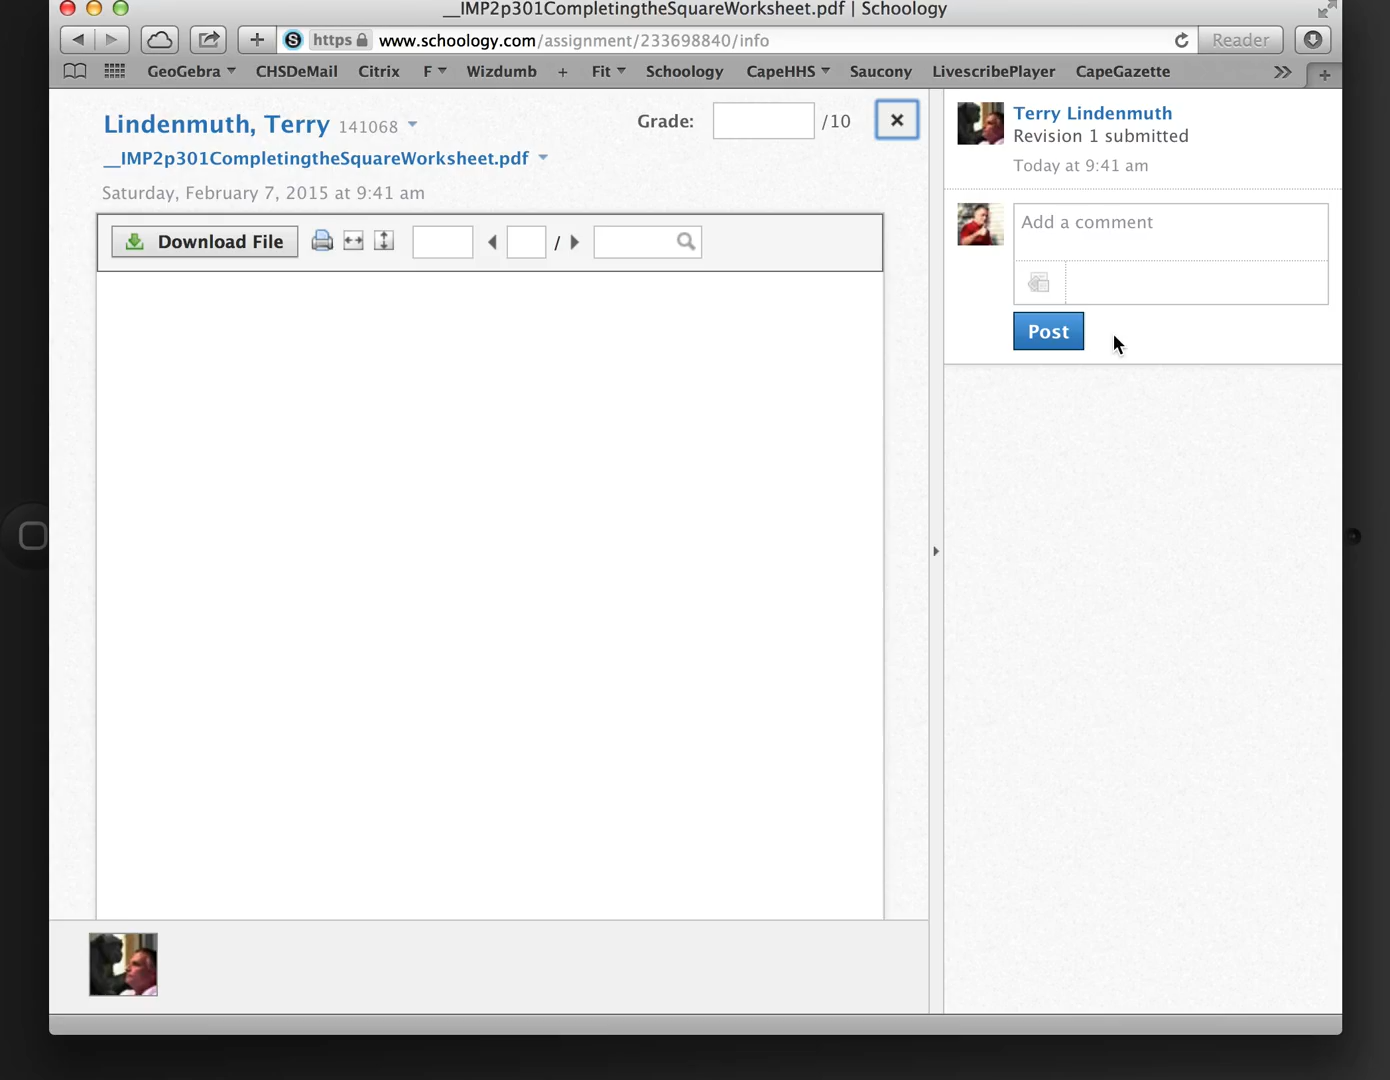 __IMP2p301CompletingtheSquareWorksheet.pdf | Schoology
S https www.schoology.com/assignment/233698840/info Reader
GeoGebra CHSDeMail Citrix F Wizdumb + Fit Schoology CapeHHS Saucony LivescribePlayer CapeGazette >>
Lindenmuth, Terry 141068
Grade: /10
__IMP2p301CompletingtheSquareWorksheet.pdf
Saturday, February 7, 2015 at 9:41 am
Download File /
Terry Lindenmuth
Revision 1 submitted
Today at 9:41 am
Add a comment
Post